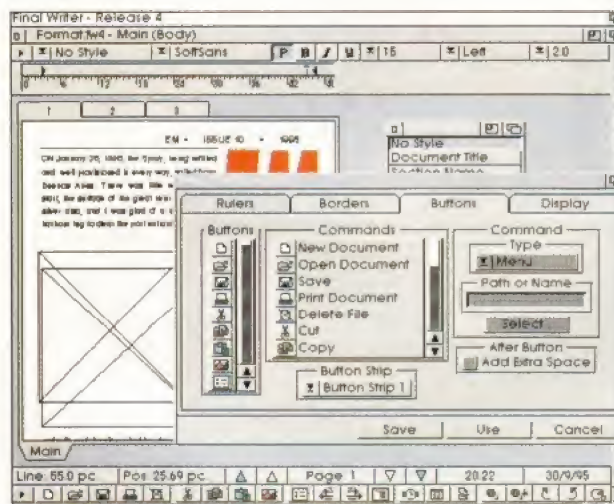 Final Writer - Release 4
Format.fw4 - Main (Body)
No Style SoftSans P B I U 15 Left 2.0
1 2 3
EM • ISSUE 10 • 1995
No Style
Document Title
Section Name
Rulers Borders Buttons Display
Buttons Commands Command
Type
New Document
Menu
Open Document
Save
Path or Name
Print Document
Delete File
Select
Cut
After Button
Copy
Add Extra Space
Button Strip
Button Strip 1
Save Use Cancel
Main
Line: 55.0 pc Pos: 25.69 pc Page 1 20:22 30/9/95